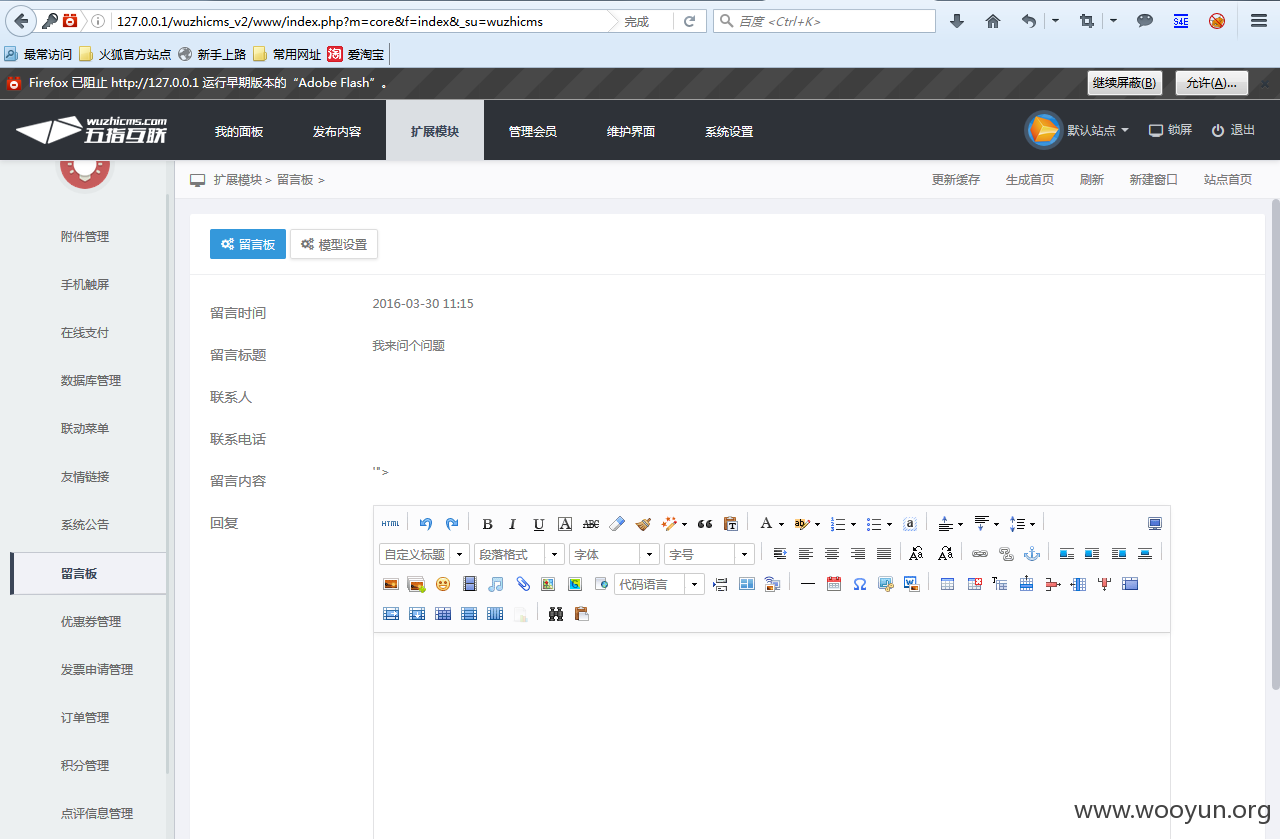 127.0.0.1/wuzhicms_v2/www/index.php?m=core&f=index&_su=wuzhicms 完成 百度 <Ctrl+K> S4E
最常访问 火狐官方站点 新手上路 常用网址 淘 爱淘宝
Firefox 已阻止 http://127.0.0.1 运行早期版本的“Adobe Flash”。 继续屏蔽(B) 允许(A)...
wuzhicms.com
五指互联 我的面板 发布内容 扩展模块 管理会员 维护界面 系统设置 默认站点 锁屏 退出
扩展模块 > 留言板 > 更新缓存 生成首页 刷新 新建窗口 站点首页
附件管理
手机触屏
在线支付
数据库管理
联动菜单
友情链接
系统公告
留言板
优惠券管理
发票申请管理
订单管理
积分管理
点评信息管理
留言板 模型设置
留言时间 2016-03-30 11:15
留言标题 我来问个问题
联系人
联系电话
留言内容 '">
回复
HTML B I U A ABC A ab
自定义标题 段落格式 字体 字号
代码语言
www.wooyun.org